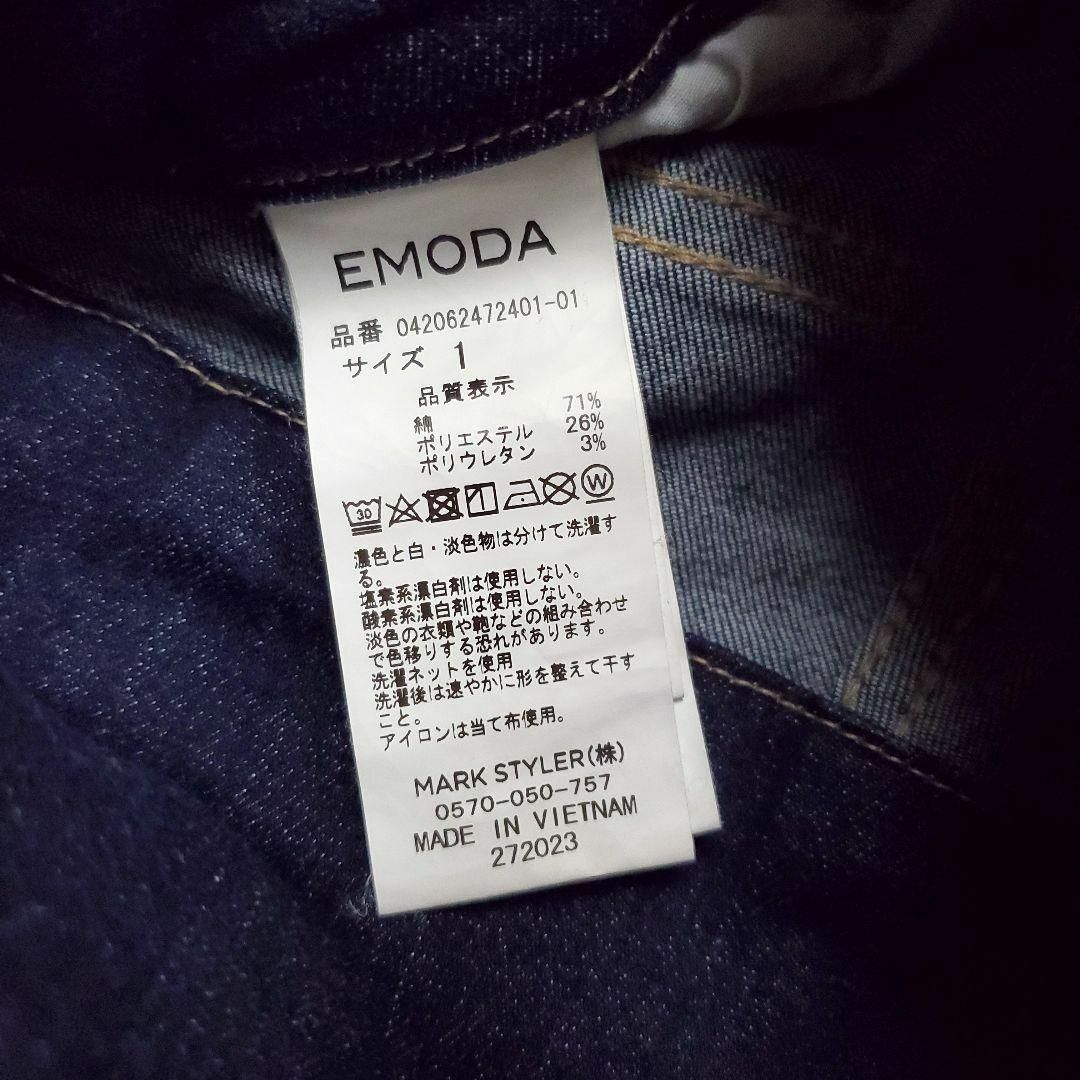 EMODA
品番 042062472401-01
サイズ 1
品質表示
綿 71%
ポリエステル 26%
ポリウレタン 3%
30 W
濃色と白・淡色物は分けて洗濯す
る。
塩素系漂白剤は使用しない。
酸素系漂白剤は使用しない。
淡色の衣類や鞄などの組み合わせ
で色移りする恐れがあります。
洗濯ネットを使用
洗濯後は速やかに形を整えて干す
こと。
アイロンは当て布使用。
MARK STYLER(株)
0570-050-757
MADE IN VIETNAM
272023